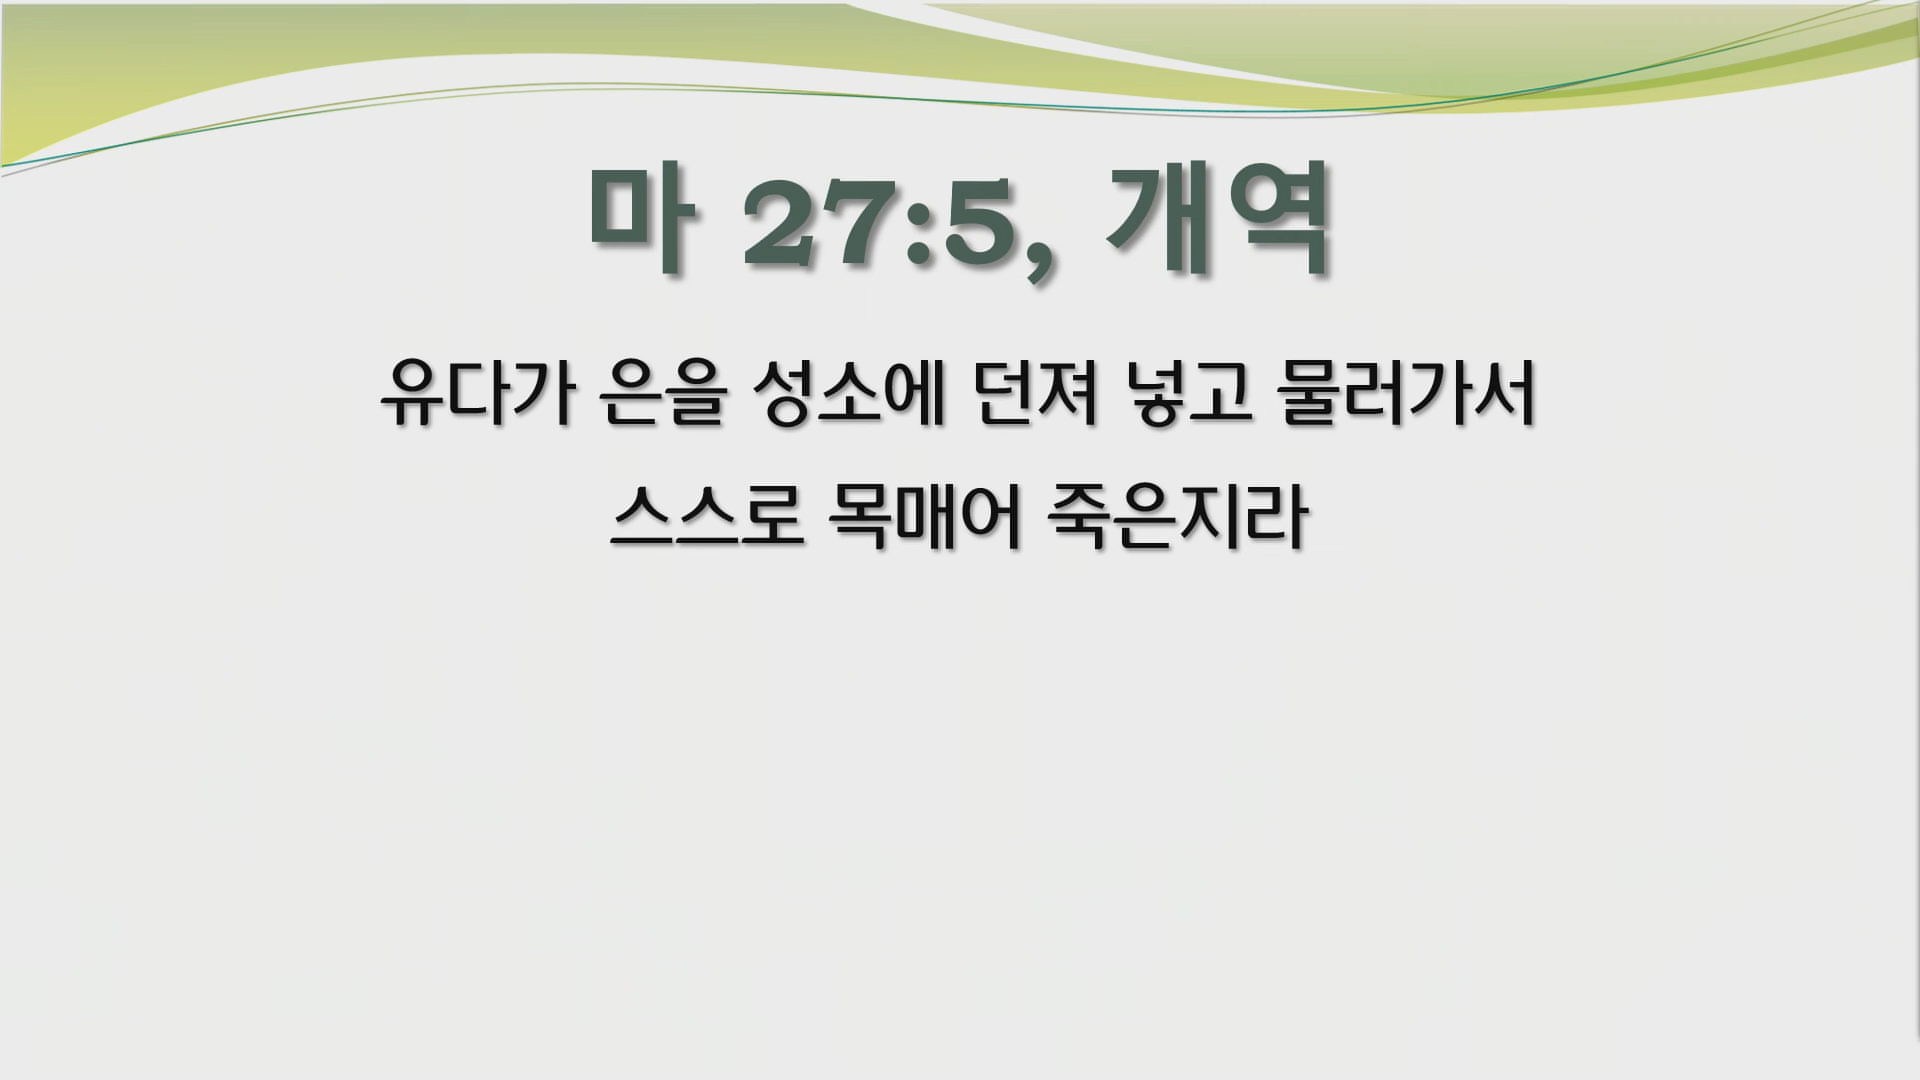 마 27:5, 개역
유다가 은을 성소에 던져 넣고 물러가서
스스로 목매어 죽은지라